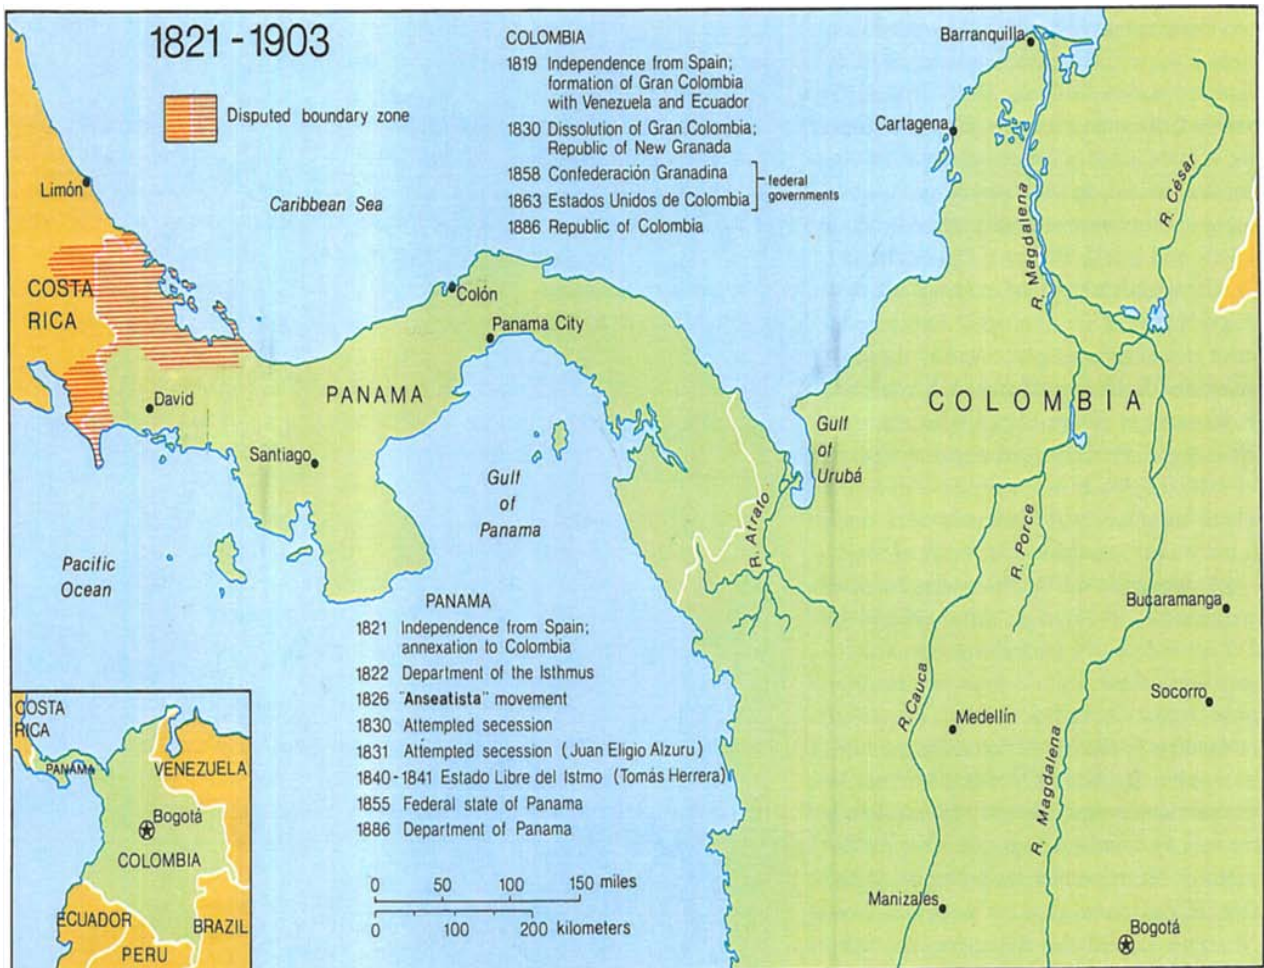 1821 - 1903
Disputed boundary zone
COLOMBIA
1819 Independence from Spain;
formation of Gran Colombia
with Venezuela and Ecuador
1830 Dissolution of Gran Colombia;
Republic of New Granada
1858 Confederación Granadina
1863 Estados Unidos de Colombia
federal
governments
1886 Republic of Colombia
Barranquilla
Cartagena
R. Magdalena
R. César
Limón
Caribbean Sea
COSTA
RICA
Colón
Panama City
David
PANAMA
Santiago
Gulf
of
Panama
Gulf
of
Urubá
COLOMBIA
R. Atrato
R. Porce
Pacific
Ocean
Bucaramanga
Socorro
R. Cauca
Medellín
R. Magdalena
Manizales
Bogotá
PANAMA
1821 Independence from Spain;
annexation to Colombia
1822 Department of the Isthmus
1826 "Anseatista" movement
1830 Attempted secession
1831 Attempted secession (Juan Eligio Alzuru)
1840 - 1841 Estado Libre del Istmo (Tomás Herrera)
1855 Federal state of Panama
1886 Department of Panama
0 50 100 150 miles
0 100 200 kilometers
COSTA
RICA
PANAMA
VENEZUELA
Bogotá
COLOMBIA
ECUADOR
BRAZIL
PERU